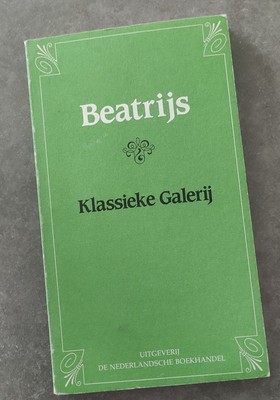 Beatrijs
Klassieke Galerij
UITGEVERIJ
DE NEDERLANDSCHE BOEKHANDEL